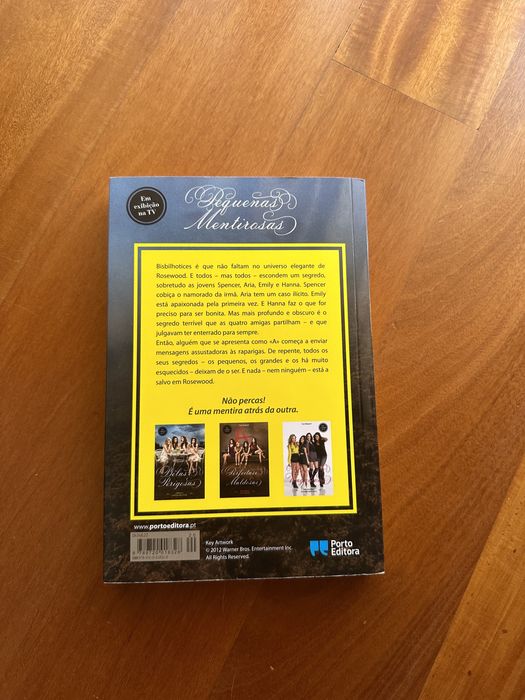 Em
exibição
na TV
Pequenas
Mentirosas
Bisbilhotices é que não faltam no universo elegante de
Rosewood. E todos – mas todos – escondem um segredo,
sobretudo as jovens Spencer, Aria, Emily e Hanna. Spencer
cobiça o namorado da irmã. Aria tem um caso ilícito. Emily
está apaixonada pela primeira vez. E Hanna faz o que for
preciso para ser bonita. Mas mais profundo e obscuro é o
segredo terrível que as quatro amigas partilham – e que
julgavam ter enterrado para sempre.
Então, alguém que se apresenta como «A» começa a enviar
mensagens assustadoras às raparigas. De repente, todos os
seus segredos – os pequenos, os grandes e os há muito
esquecidos – deixam de o ser. E nada – nem ninguém – está a
salvo em Rosewood.
Não percas!
É uma mentira atrás da outra.
Belas
Perigosas
Perfeitas
Maldosas
www.portoeditora.pt
Key Artwork
© 2012 Warner Bros. Entertainment Inc.
All Rights Reserved.
Porto
Editora